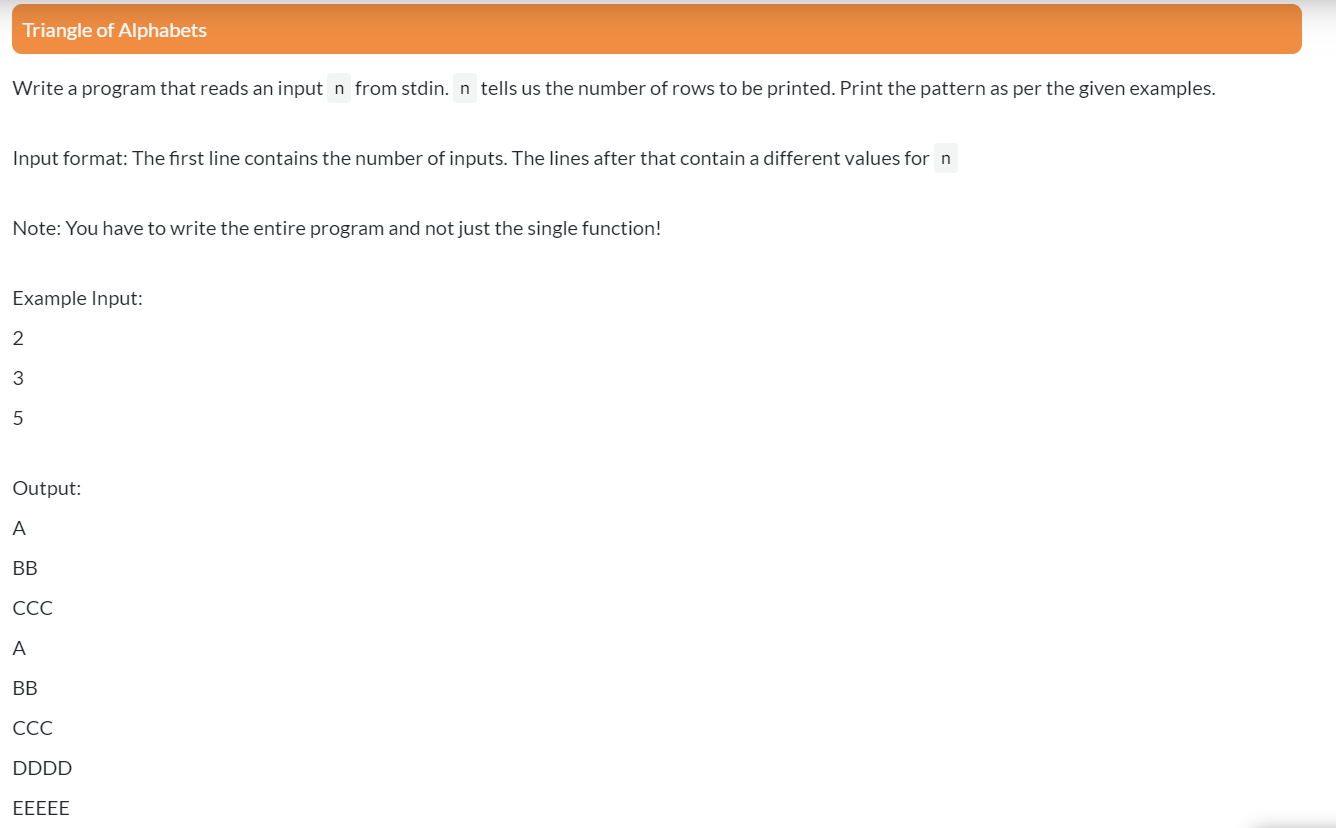 Triangle of Alphabets
Write a program that reads an input n from stdin. n tells us the number of rows to be printed. Print the pattern as per the given examples.
Input format: The first line contains the number of inputs. The lines after that contain a different values for n
Note: You have to write the entire program and not just the single function!
Example Input:
2
3
5
Output:
A
BB
CCC
A
BB
CCC
DDDD
EEEEE